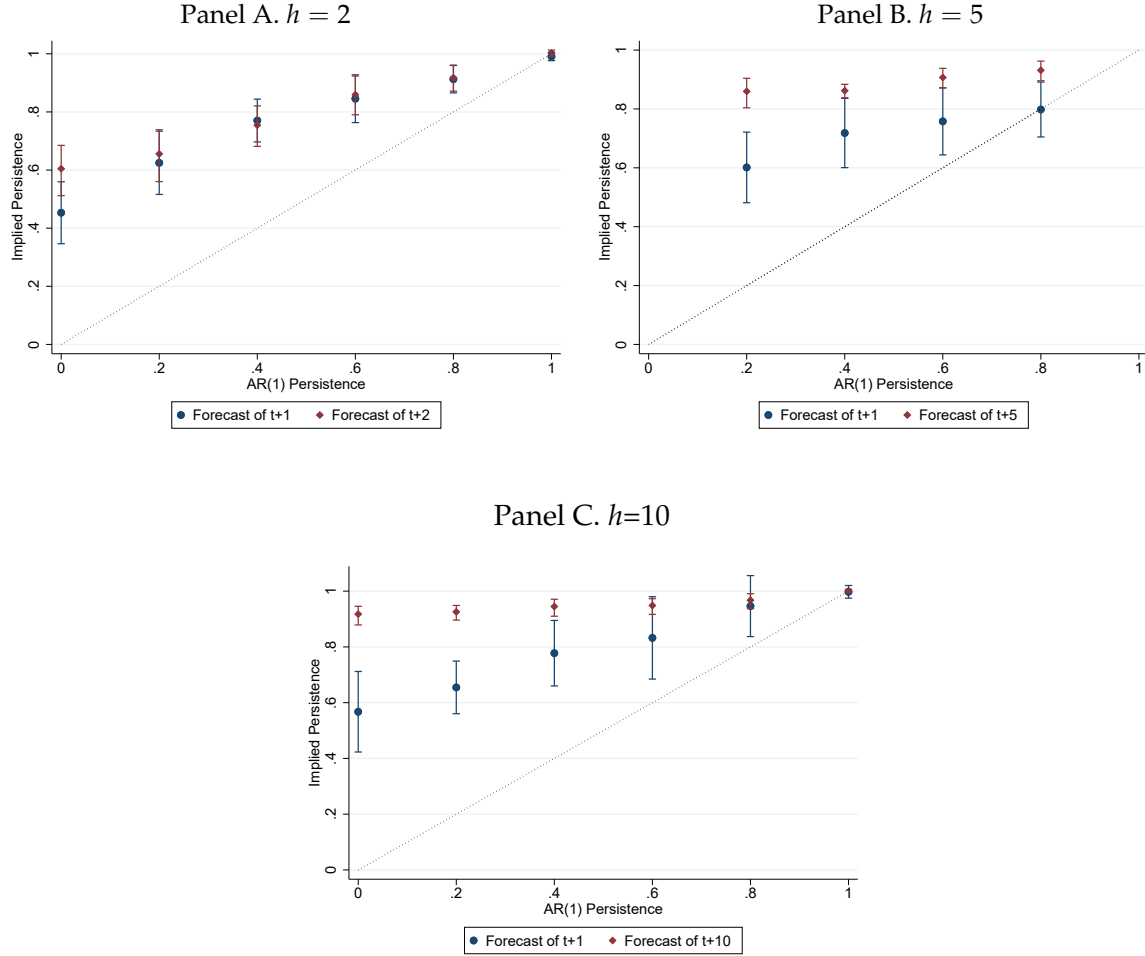 Panel A. h = 2
Implied Persistence
1
.8
.6
.4
.2
0
0 .2 .4 .6 .8 1
AR(1) Persistence
Forecast of t+1 Forecast of t+2
Panel B. h = 5
Implied Persistence
1
.8
.6
.4
.2
0
0 .2 .4 .6 .8 1
AR(1) Persistence
Forecast of t+1 Forecast of t+5
Panel C. h=10
Implied Persistence
1
.8
.6
.4
.2
0
0 .2 .4 .6 .8 1
AR(1) Persistence
Forecast of t+1 Forecast of t+10